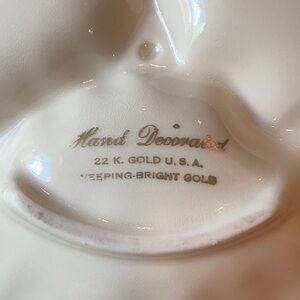 Hand Decorated
22 K. GOLD U.S.A.
WEEPING-BRIGHT GOLD